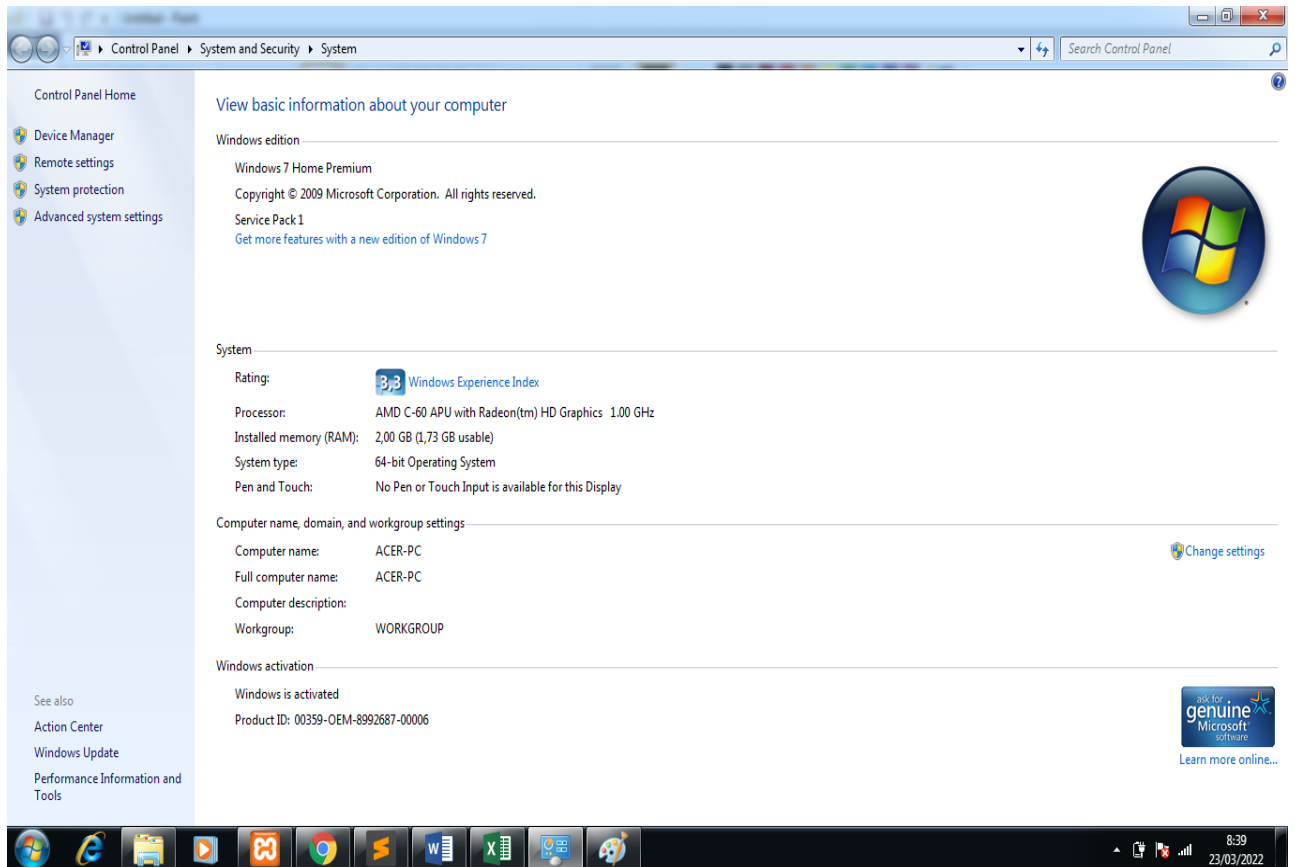 Control Panel System and Security System
Search Control Panel
Control Panel Home
Device Manager
Remote settings
System protection
Advanced system settings
View basic information about your computer
Windows edition
Windows 7 Home Premium
Copyright © 2009 Microsoft Corporation. All rights reserved.
Service Pack 1
Get more features with a new edition of Windows 7
System
Rating: 3,3 Windows Experience Index
Processor: AMD C-60 APU with Radeon(tm) HD Graphics 1.00 GHz
Installed memory (RAM): 2,00 GB (1,73 GB usable)
System type: 64-bit Operating System
Pen and Touch: No Pen or Touch Input is available for this Display
Computer name, domain, and workgroup settings
Computer name: ACER-PC
Change settings
Full computer name: ACER-PC
Computer description:
Workgroup: WORKGROUP
Windows activation
Windows is activated
Product ID: 00359-OEM-8992687-00006
ask for
genuine
Microsoft
software
Learn more online...
See also
Action Center
Windows Update
Performance Information and
Tools
8:39
23/03/2022